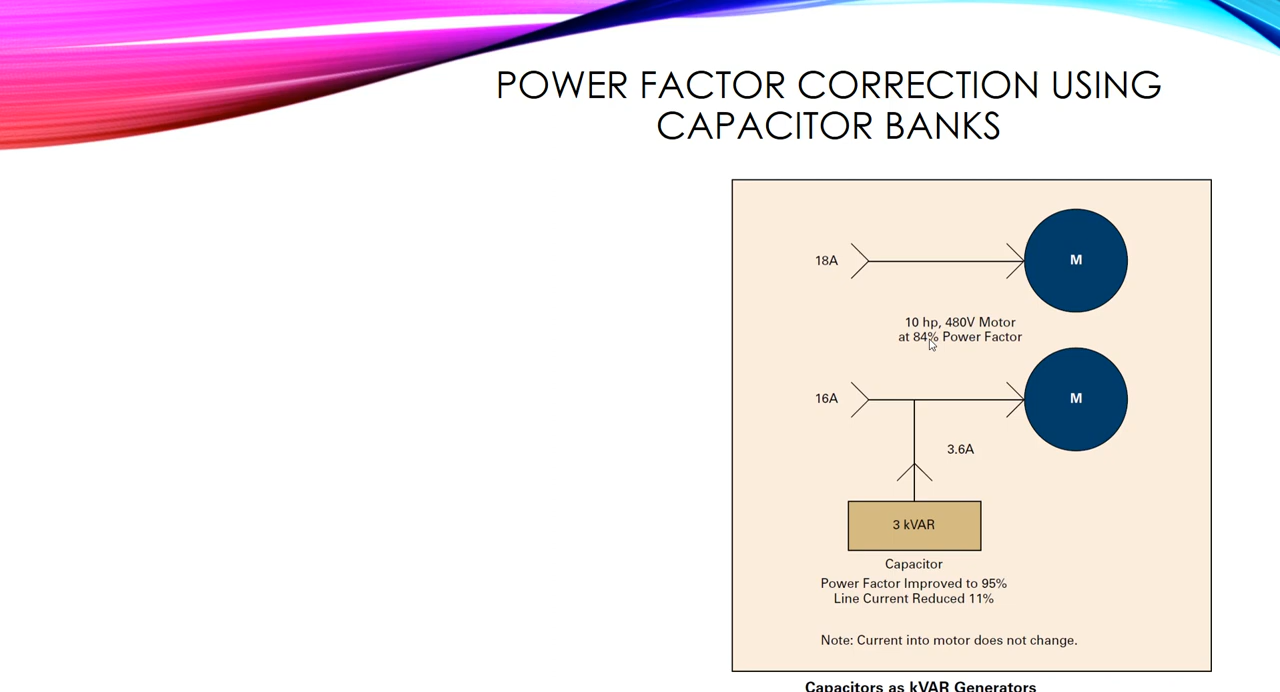 POWER FACTOR CORRECTION USING
CAPACITOR BANKS
18A
M
10 hp, 480V Motor
at 84% Power Factor
16A
M
3.6A
3 kVAR
Capacitor
Power Factor Improved to 95%
Line Current Reduced 11%
Note: Current into motor does not change.
Capacitors as kVAR Generators